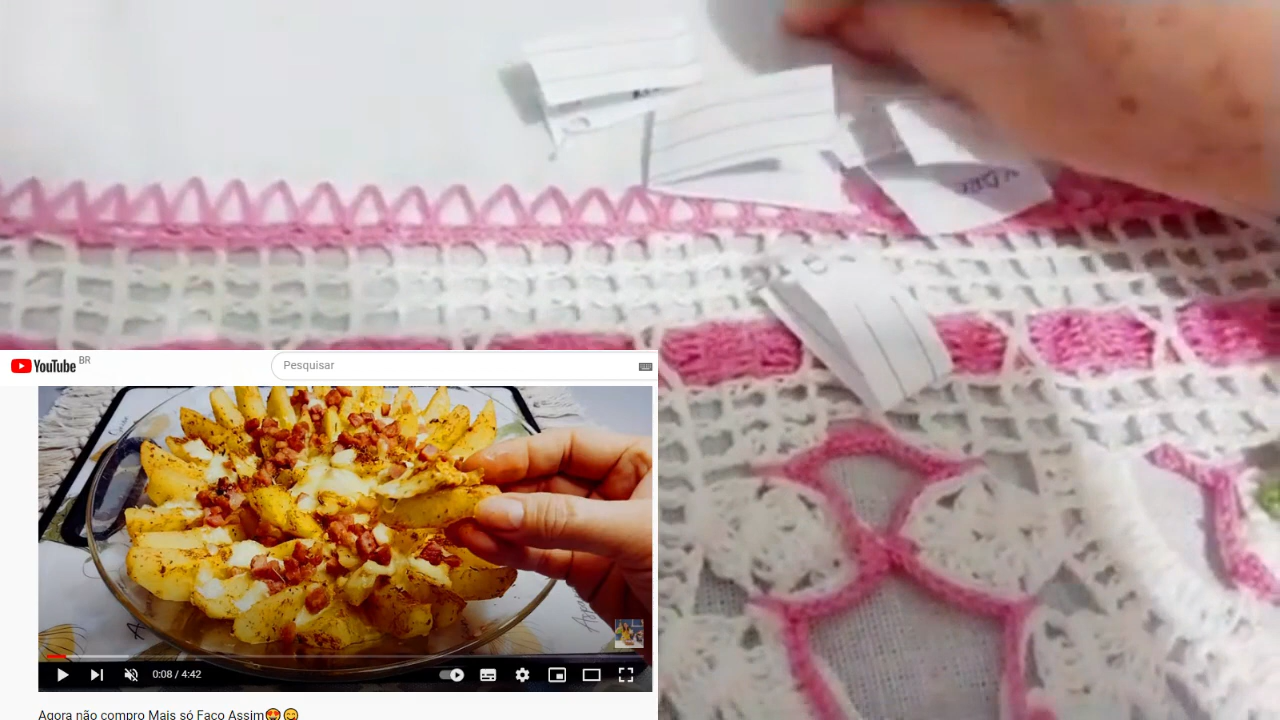 YouTube BR
Pesquisar
0:08 / 4:42
Agora não compro Mais só Faço Assim😍😋